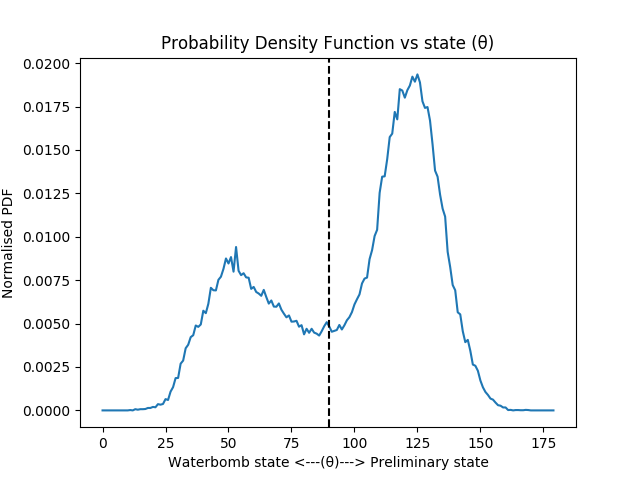 Probability Density Function vs state (θ)
0.0200
0.0175
0.0150
0.0125
0.0100
0.0075
0.0050
0.0025
0.0000
Normalised PDF
0 25 50 75 100 125 150 175
Waterbomb state <---(θ)---> Preliminary state